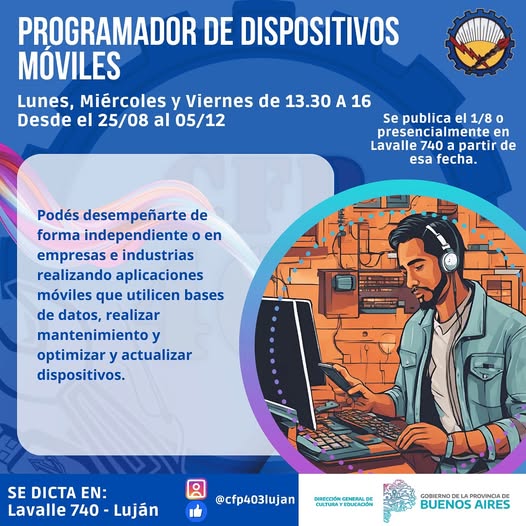 PROGRAMADOR DE DISPOSITIVOS
MÓVILES
Lunes, Miércoles y Viernes de 13.30 A 16
Desde el 25/08 al 05/12
Se publica el 1/8 o
presencialmente en
Lavalle 740 a partir de
esa fecha.
Podés desempeñarte de
forma independiente o en
empresas e industrias
realizando aplicaciones
móviles que utilicen bases
de datos, realizar
mantenimiento y
optimizar y actualizar
dispositivos.
SE DICTA EN:
Lavalle 740 - Luján
@cfp403lujan
DIRECCIÓN GENERAL DE
CULTURA Y EDUCACIÓN
GOBIERNO DE LA PROVINCIA DE
BUENOS AIRES